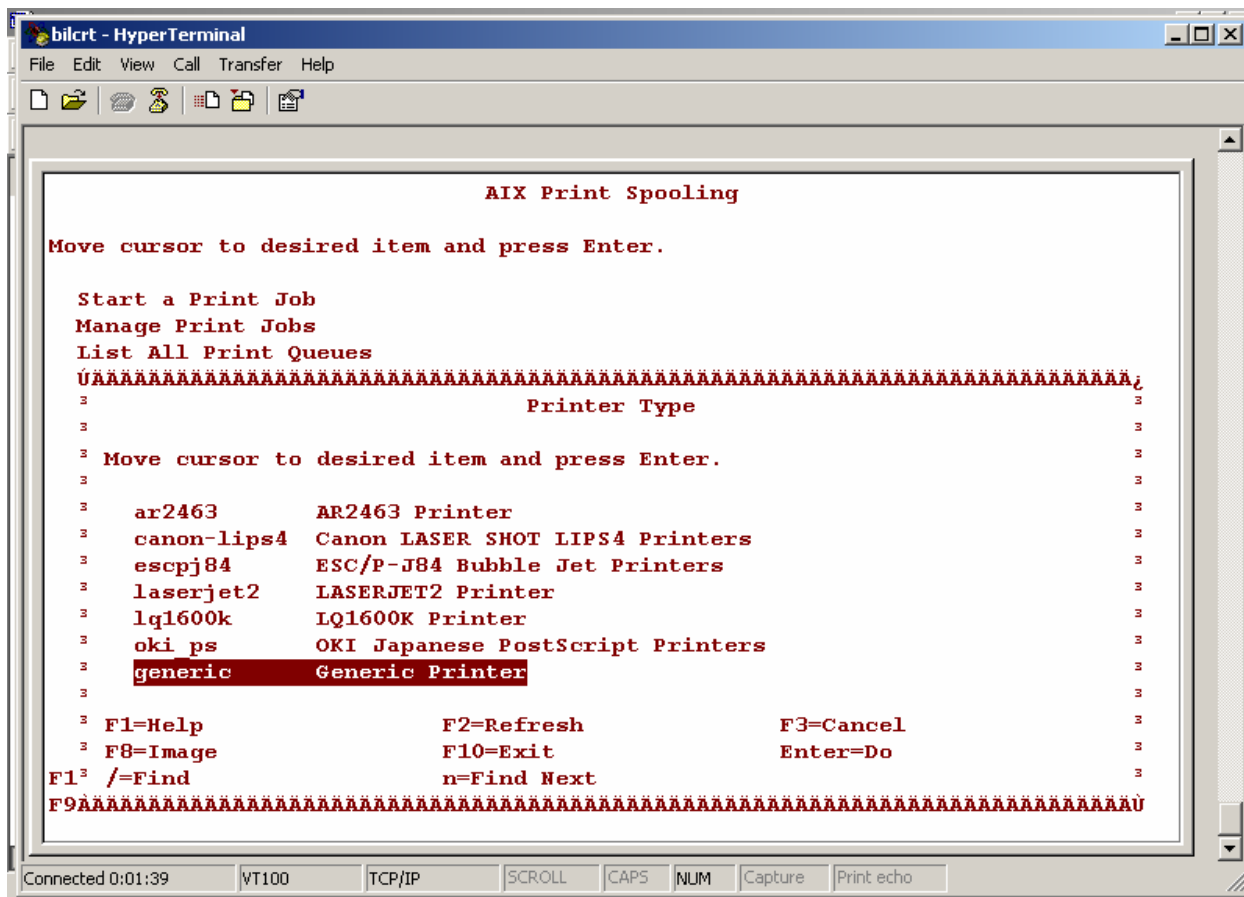 bilcrt - HyperTerminal
File Edit View Call Transfer Help
AIX Print Spooling
Move cursor to desired item and press Enter.
Start a Print Job
Manage Print Jobs
List All Print Queues
ÚÄÄÄÄÄÄÄÄÄÄÄÄÄÄÄÄÄÄÄÄÄÄÄÄÄÄÄÄÄÄÄÄÄÄÄÄÄÄÄÄÄÄÄÄÄÄÄÄÄÄÄÄÄÄÄÄÄÄÄÄÄÄÄÄÄÄÄÄÄÄÄÄÄÄ¿
³ Printer Type ³
³ ³
³ Move cursor to desired item and press Enter. ³
³ ³
³ ar2463 AR2463 Printer ³
³ canon-lips4 Canon LASER SHOT LIPS4 Printers ³
³ escpj84 ESC/P-J84 Bubble Jet Printers ³
³ laserjet2 LASERJET2 Printer ³
³ lq1600k LQ1600K Printer ³
³ oki_ps OKI Japanese PostScript Printers ³
³ generic Generic Printer ³
³ ³
³ F1=Help F2=Refresh F3=Cancel ³
³ F8=Image F10=Exit Enter=Do ³
F1³ /=Find n=Find Next ³
F9ÀÄÄÄÄÄÄÄÄÄÄÄÄÄÄÄÄÄÄÄÄÄÄÄÄÄÄÄÄÄÄÄÄÄÄÄÄÄÄÄÄÄÄÄÄÄÄÄÄÄÄÄÄÄÄÄÄÄÄÄÄÄÄÄÄÄÄÄÄÄÄÄÄÄÄÙ
Connected 0:01:39 VT100 TCP/IP SCROLL CAPS NUM Capture Print echo